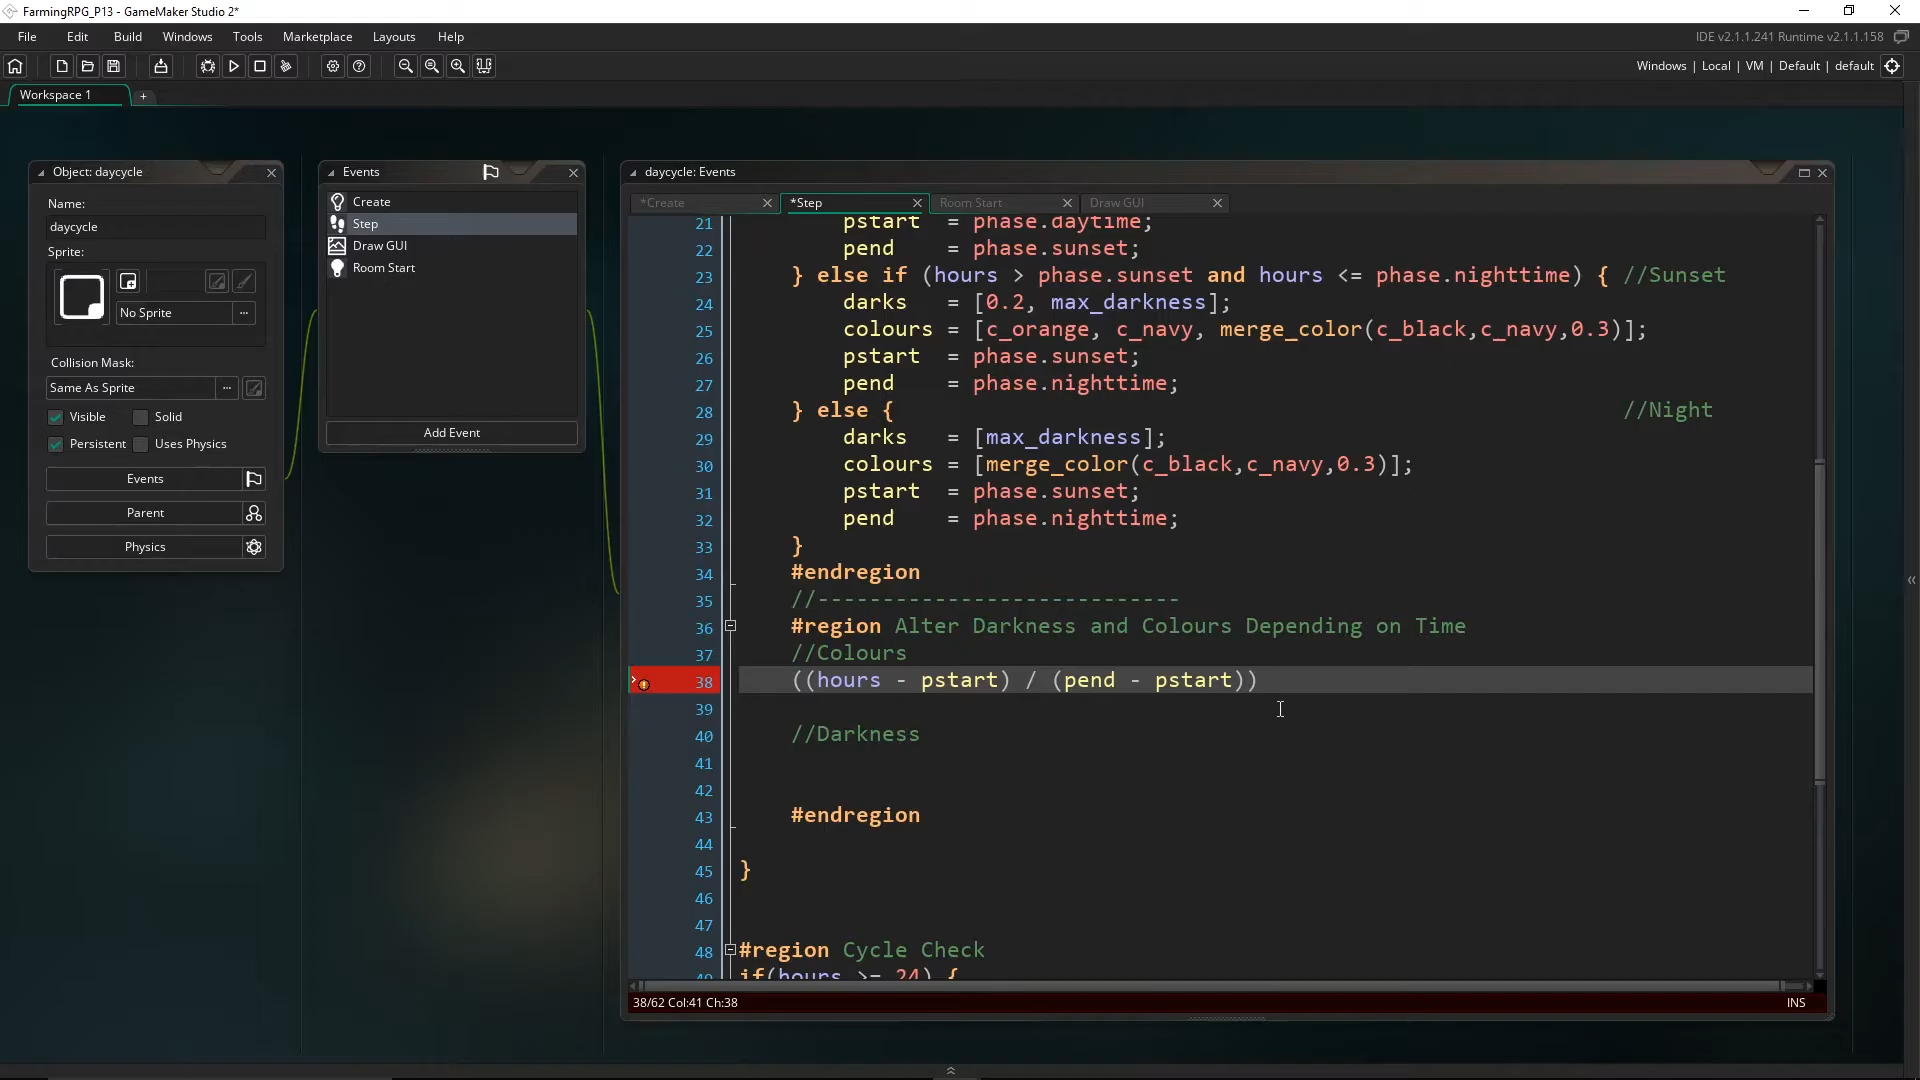 FarmingRPG_P13 - GameMaker Studio 2*
File Edit Build Windows Tools Marketplace Layouts Help
IDE v2.1.1.241 Runtime v2.1.1.158
Windows | Local | VM | Default | default
Workspace 1
+
Object: daycycle
Name:
daycycle
Sprite:
No Sprite
...
Collision Mask:
Same As Sprite
...
Visible
Solid
Persistent
Uses Physics
Events
Parent
Physics
Events
Create
Step
Draw GUI
Room Start
Add Event
daycycle: Events
*Create
*Step
Room Start
Draw GUI
21 pstart = phase.daytime;
22 pend = phase.sunset;
23 } else if (hours > phase.sunset and hours <= phase.nighttime) { //Sunset
24 darks = [0.2, max_darkness];
25 colours = [c_orange, c_navy, merge_color(c_black,c_navy,0.3)];
26 pstart = phase.sunset;
27 pend = phase.nighttime;
28 } else { //Night
29 darks = [max_darkness];
30 colours = [merge_color(c_black,c_navy,0.3)];
31 pstart = phase.sunset;
32 pend = phase.nighttime;
33 }
34 #endregion
35 //----------------------------
36 #region Alter Darkness and Colours Depending on Time
37 //Colours
38 ((hours - pstart) / (pend - pstart))
39
40 //Darkness
41
42
43 #endregion
44
45 }
46
47
48 #region Cycle Check
49 if(hours >= 24) {
38/62 Col:41 Ch:38
INS